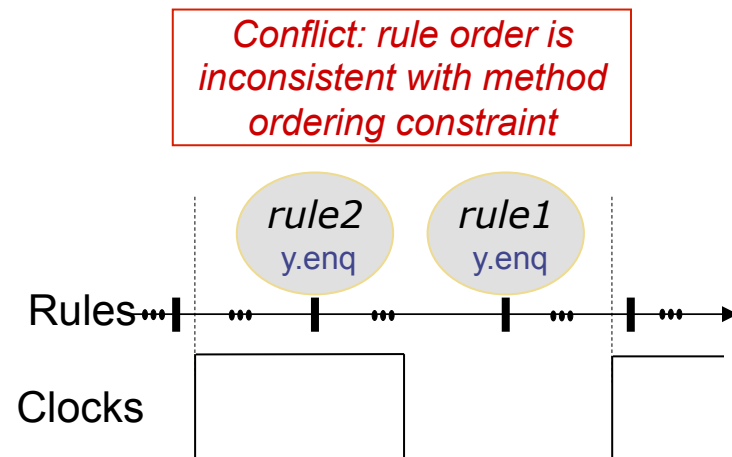 Conflict: rule order is
inconsistent with method
ordering constraint
rule2
y.enq
rule1
y.enq
Rules
Clocks